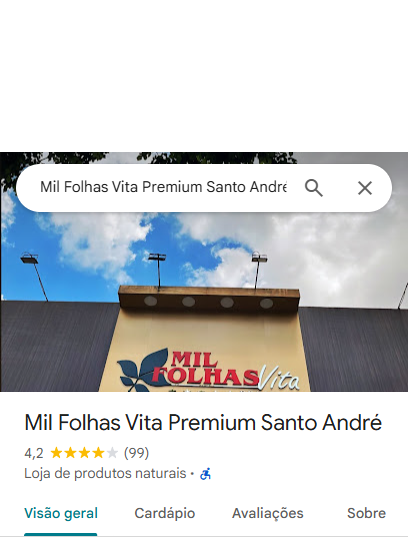 Mil Folhas Vita Premium Santo André
MIL
FOLHAS Vita
Mil Folhas Vita Premium Santo André
4,2 (99)
Loja de produtos naturais ·
Visão geral Cardápio Avaliações Sobre